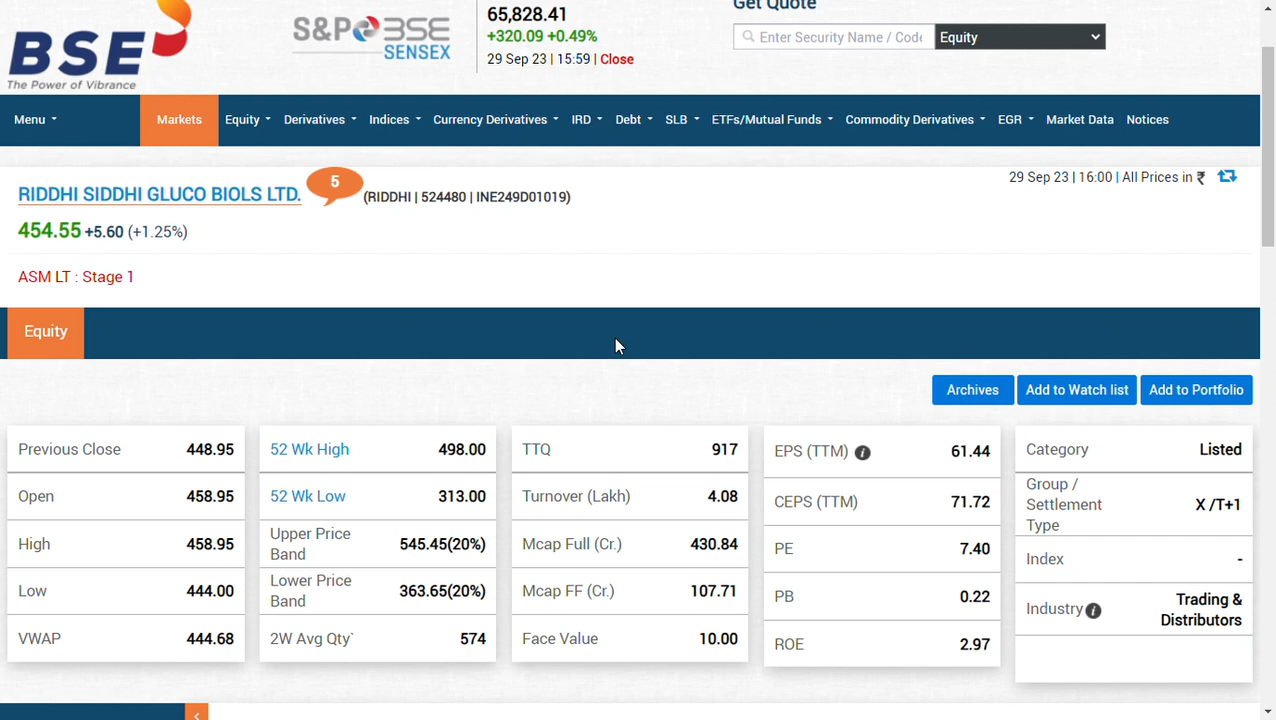 BSE
The Power of Vibrance
S&P BSE
SENSEX
65,828.41
+320.09 +0.49%
29 Sep 23 | 15:59 | Close
Get Quote
Enter Security Name / Code
Equity
Menu
Markets
Equity
Derivatives
Indices
Currency Derivatives
IRD
Debt
SLB
ETFs/Mutual Funds
Commodity Derivatives
EGR
Market Data
Notices
29 Sep 23 | 16:00 | All Prices in ₹
RIDDHI SIDDHI GLUCO BIOLS LTD.
5
(RIDDHI | 524480 | INE249D01019)
454.55 +5.60 (+1.25%)
ASM LT : Stage 1
Equity
Archives
Add to Watch list
Add to Portfolio
Previous Close 448.95
Open 458.95
High 458.95
Low 444.00
VWAP 444.68
52 Wk High 498.00
52 Wk Low 313.00
Upper Price
Band 545.45(20%)
Lower Price
Band 363.65(20%)
2W Avg Qty` 574
TTQ 917
Turnover (Lakh) 4.08
Mcap Full (Cr.) 430.84
Mcap FF (Cr.) 107.71
Face Value 10.00
EPS (TTM) i 61.44
CEPS (TTM) 71.72
PE 7.40
PB 0.22
ROE 2.97
Category Listed
Group /
Settlement X /T+1
Type
Index -
Industry i Trading &
Distributors